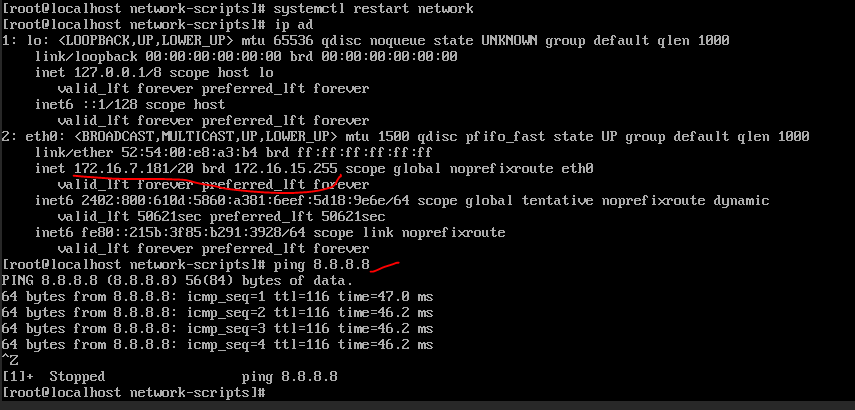 [root@localhost network-scripts]# systemctl restart network
[root@localhost network-scripts]# ip ad
1: lo: <LOOPBACK,UP,LOWER_UP> mtu 65536 qdisc noqueue state UNKNOWN group default qlen 1000
    link/loopback 00:00:00:00:00:00 brd 00:00:00:00:00:00
    inet 127.0.0.1/8 scope host lo
       valid_lft forever preferred_lft forever
    inet6 ::1/128 scope host
       valid_lft forever preferred_lft forever
2: eth0: <BROADCAST,MULTICAST,UP,LOWER_UP> mtu 1500 qdisc pfifo_fast state UP group default qlen 1000
    link/ether 52:54:00:e8:a3:b4 brd ff:ff:ff:ff:ff:ff
    inet 172.16.7.181/20 brd 172.16.15.255 scope global noprefixroute eth0
       valid_lft forever preferred_lft forever
    inet6 2402:800:610d:5860:a381:6eef:5d18:9e6e/64 scope global tentative noprefixroute dynamic
       valid_lft 50621sec preferred_lft 50621sec
    inet6 fe80::215b:3f85:b291:3928/64 scope link noprefixroute
       valid_lft forever preferred_lft forever
[root@localhost network-scripts]# ping 8.8.8.8
PING 8.8.8.8 (8.8.8.8) 56(84) bytes of data.
64 bytes from 8.8.8.8: icmp_seq=1 ttl=116 time=47.0 ms
64 bytes from 8.8.8.8: icmp_seq=2 ttl=116 time=46.2 ms
64 bytes from 8.8.8.8: icmp_seq=3 ttl=116 time=46.2 ms
64 bytes from 8.8.8.8: icmp_seq=4 ttl=116 time=46.2 ms
^Z
[1]+  Stopped                 ping 8.8.8.8
[root@localhost network-scripts]#